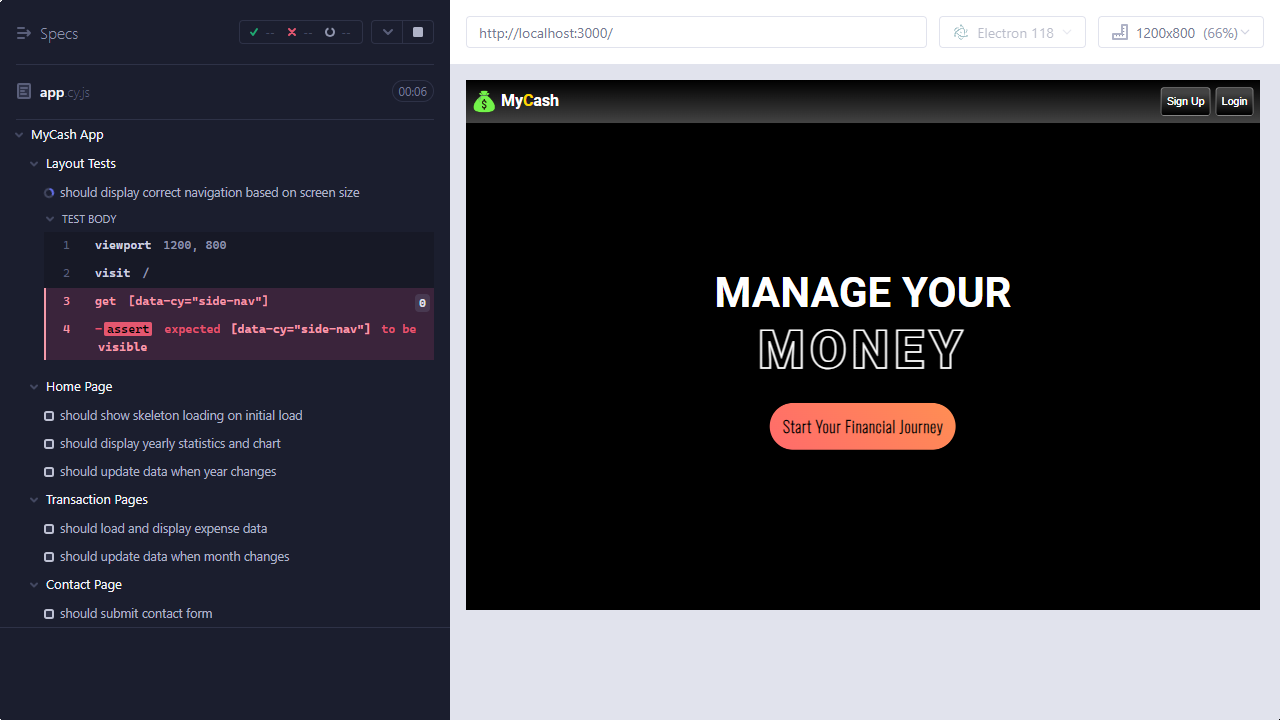 Specs
-- -- --
app.cy.js
00:06
MyCash App
Layout Tests
should display correct navigation based on screen size
TEST BODY
1 viewport 1200, 800
2 visit /
3 get [data-cy="side-nav"] 0
4 -assert expected [data-cy="side-nav"] to be
visible
Home Page
should show skeleton loading on initial load
should display yearly statistics and chart
should update data when year changes
Transaction Pages
should load and display expense data
should update data when month changes
Contact Page
should submit contact form
http://localhost:3000/
Electron 118
1200x800 (66%)
$ MyCash
Sign Up
Login
MANAGE YOUR
MONEY
Start Your Financial Journey